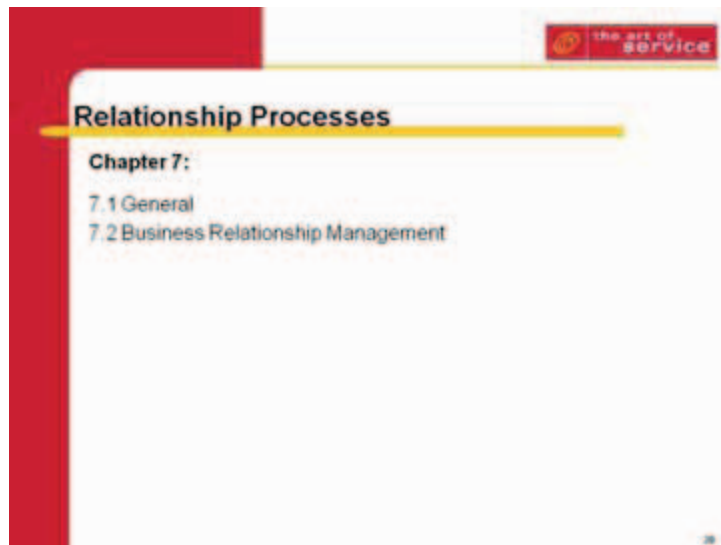 the art of
service
Relationship Processes
Chapter 7:
7.1 General
7.2 Business Relationship Management